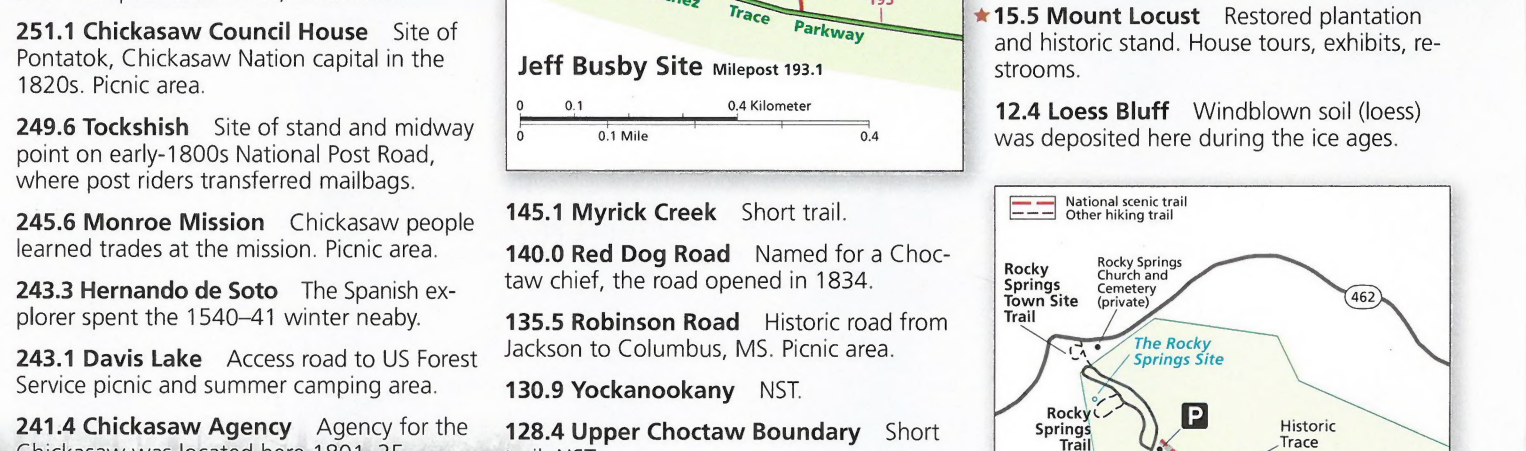 251.1 Chickasaw Council House Site of
Pontatok, Chickasaw Nation capital in the
1820s. Picnic area.
249.6 Tockshish Site of stand and midway
point on early-1800s National Post Road,
where post riders transferred mailbags.
245.6 Monroe Mission Chickasaw people
learned trades at the mission. Picnic area.
243.3 Hernando de Soto The Spanish ex-
plorer spent the 1540–41 winter neaby.
243.1 Davis Lake Access road to US Forest
Service picnic and summer camping area.
241.4 Chickasaw Agency Agency for the
Chickasaw was located here 1801–25.
193
Trace Parkway
Jeff Busby Site Milepost 193.1
0 0.1 0.4 Kilometer
0 0.1 Mile 0.4
145.1 Myrick Creek Short trail.
140.0 Red Dog Road Named for a Choc-
taw chief, the road opened in 1834.
135.5 Robinson Road Historic road from
Jackson to Columbus, MS. Picnic area.
130.9 Yockanookany NST.
128.4 Upper Choctaw Boundary Short
trail. NST.
15.5 Mount Locust Restored plantation
and historic stand. House tours, exhibits, re-
strooms.
12.4 Loess Bluff Windblown soil (loess)
was deposited here during the ice ages.
National scenic trail
Other hiking trail
Rocky
Springs
Town Site
Trail
Rocky Springs
Church and
Cemetery
(private)
462
The Rocky
Springs Site
Rocky
Springs
Trail
P
Historic
Trace